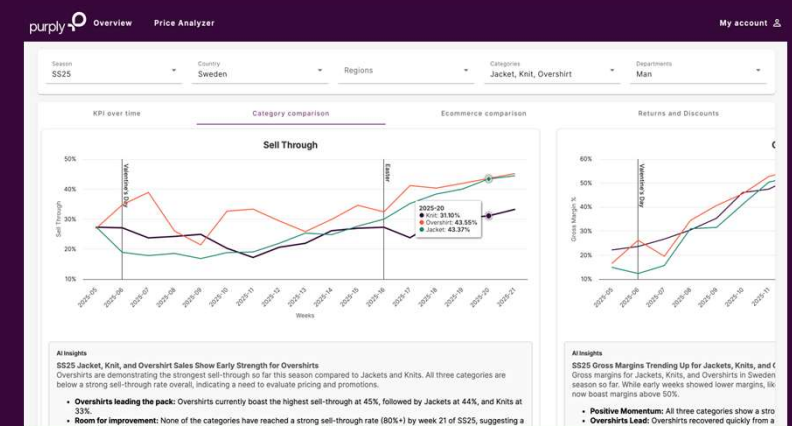 purply
Overview
Price Analyzer
My account
Season
SS25
Country
Sweden
Regions
Categories
Jacket, Knit, Overshirt
Departments
Man
KPI over time
Category comparison
Ecommerce comparison
Returns and Discounts
Sell Through
50%
40%
30%
20%
10%
Sell Through
Valentine's Day
Easter
2025-20
Knit: 31.10%
Overshirt: 43.55%
Jacket: 43.37%
2025-05
2025-06
2025-07
2025-08
2025-09
2025-10
2025-11
2025-12
2025-13
2025-14
2025-15
2025-16
2025-17
2025-18
2025-19
2025-20
2025-21
Weeks
60%
50%
40%
30%
20%
10%
Gross Margin %
Valentine's Day
2025-05
2025-06
2025-07
2025-08
2025-09
2025-10
2025-11
AI Insights
SS25 Jacket, Knit, and Overshirt Sales Show Early Strength for Overshirts
Overshirts are demonstrating the strongest sell-through so far this season compared to Jackets and Knits. All three categories are
below a strong sell-through rate overall, indicating a need to evaluate pricing and promotions.
• Overshirts leading the pack: Overshirts currently boast the highest sell-through at 45%, followed by Jackets at 44%, and Knits at
33%.
• Room for improvement: None of the categories have reached a strong sell-through rate (80%+) by week 21 of SS25, suggesting a
AI Insights
SS25 Gross Margins Trending Up for Jackets, Knits, and
Gross margins for Jackets, Knits, and Overshirts in Sweden
season so far. While early weeks showed lower margins,
now boast margins above 50%.
• Positive Momentum: All three categories show a
• Overshirts Lead: Overshirts recovered quickly from a